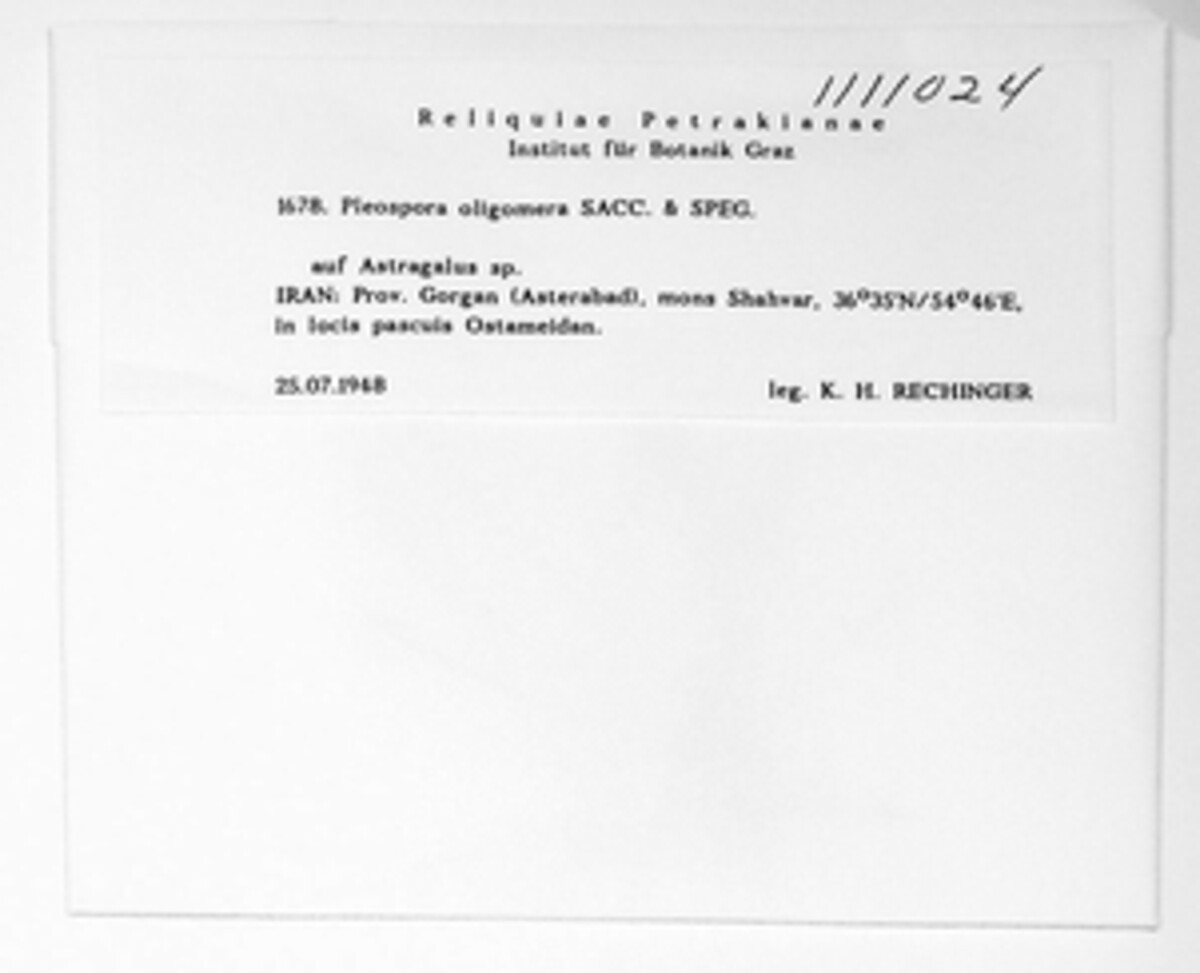 1111024
Reliquiae Petrakianae
Institut für Botanik Graz
1678. Pleospora oligomera SACC. & SPEG.
auf Astragalus sp.
IRAN: Prov. Gorgan (Asterabad), mons Shahvar, 36°35'N/54°46'E,
in locis pascuis Ostameidan.
25.07.1948
leg. K. H. RECHINGER